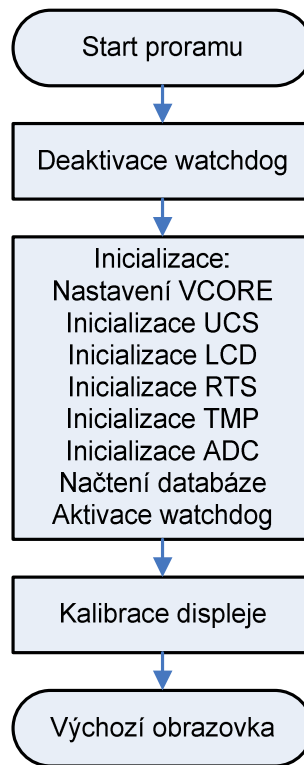 Start proramu
Deaktivace watchdog
Inicializace:
Nastavení VCORE
Inicializace UCS
Inicializace LCD
Inicializace RTS
Inicializace TMP
Inicializace ADC
Načtení databáze
Aktivace watchdog
Kalibrace displeje
Výchozí obrazovka